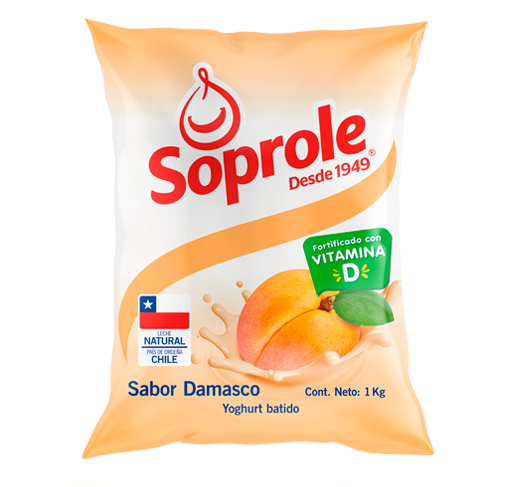 Soprole®
Desde 1949
Fortificado con
VITAMINA
D
LECHE
NATURAL
PAÍS DE ORDEÑA
CHILE
Sabor Damasco
Cont. Neto: 1 Kg
Yoghurt batido